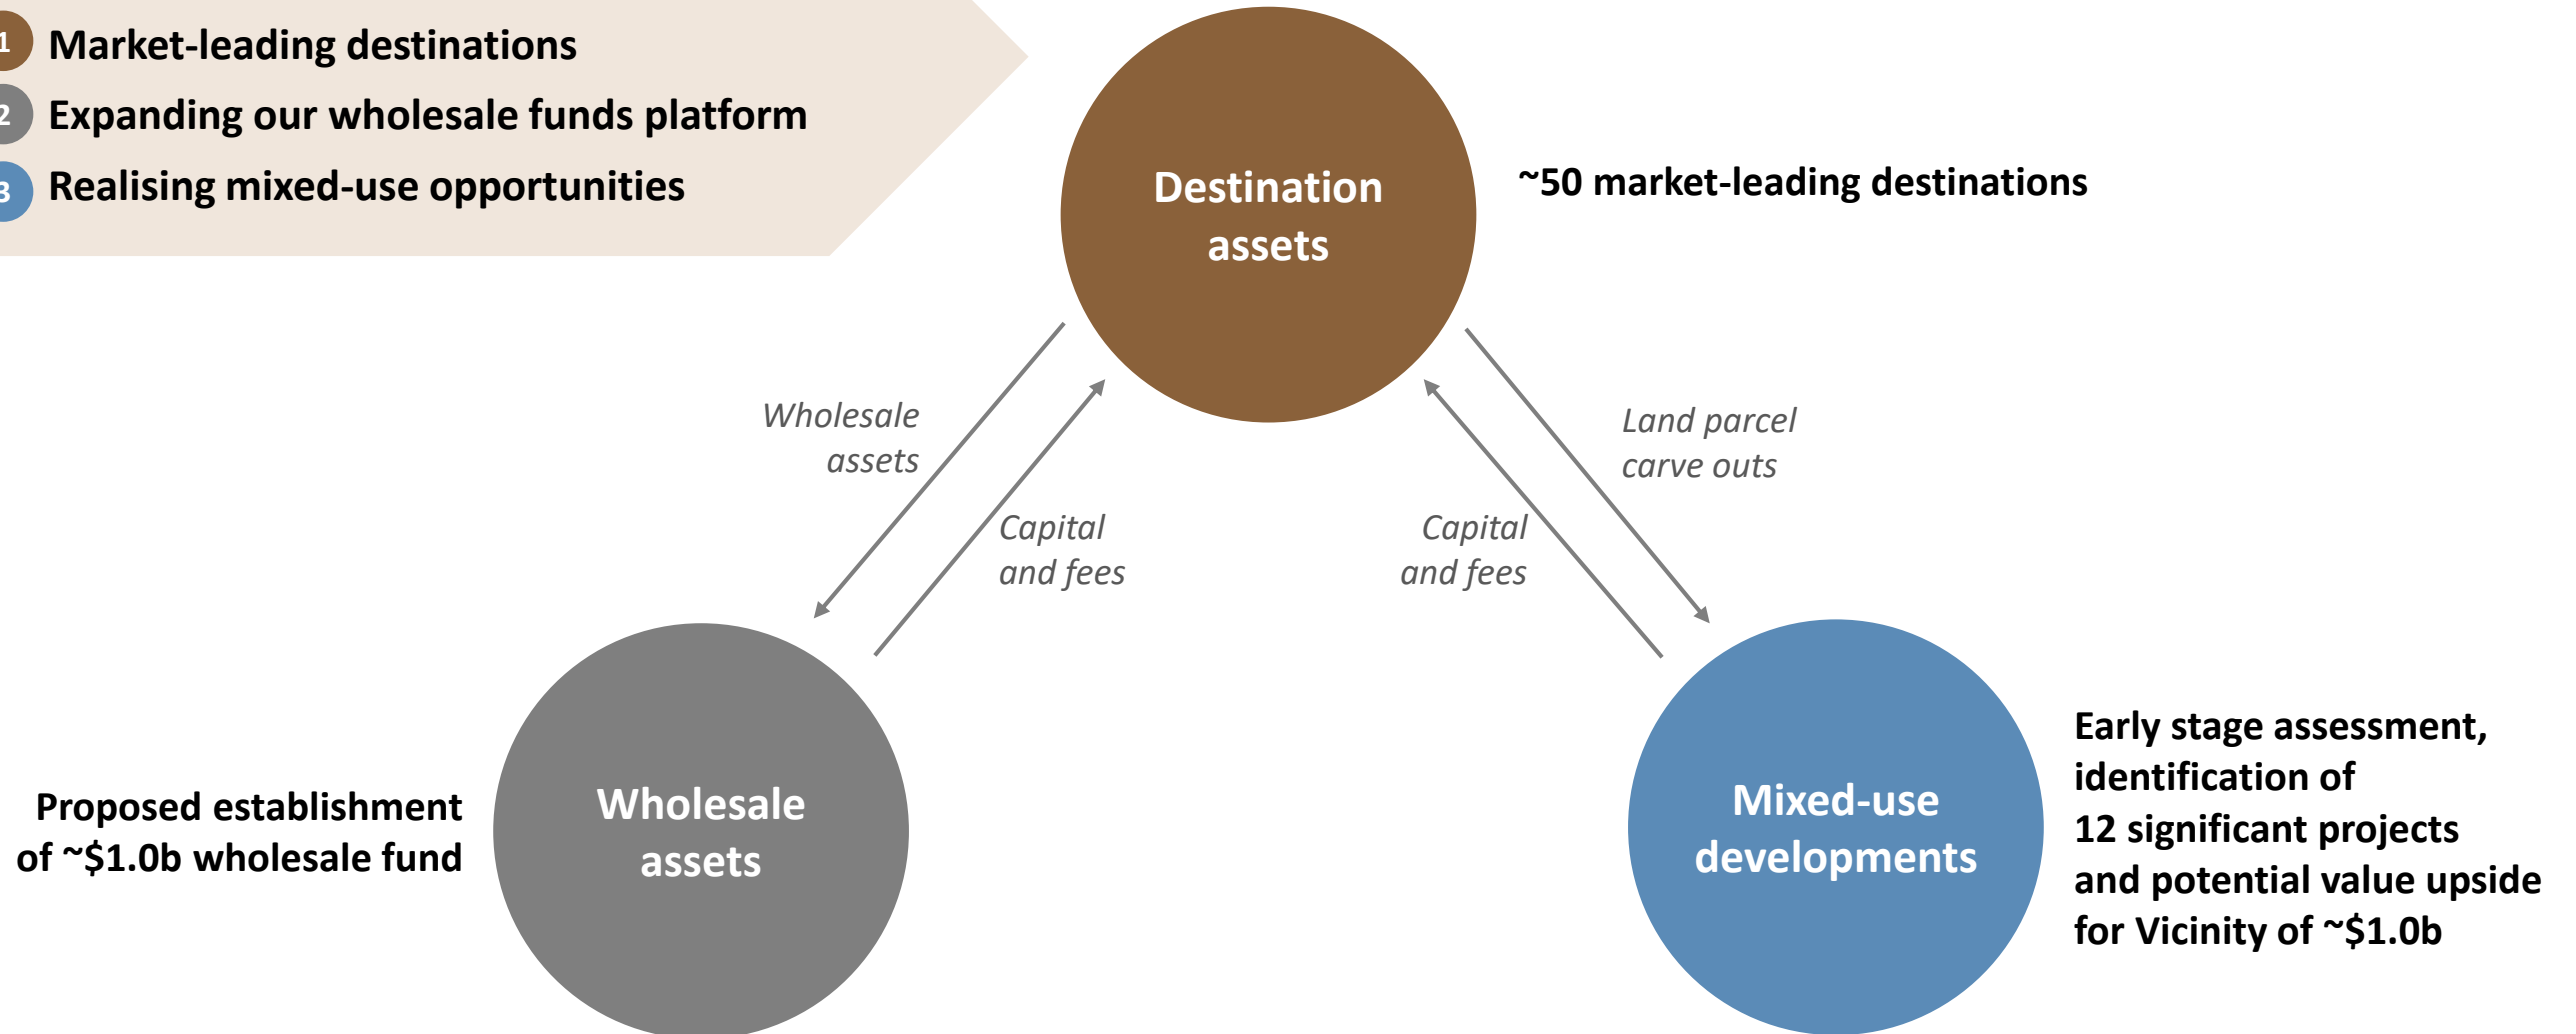 1 Market-leading destinations
2 Expanding our wholesale funds platform
3 Realising mixed-use opportunities
Destination
assets
~50 market-leading destinations
Wholesale
assets
Capital
and fees
Capital
and fees
Land parcel
carve outs
Proposed establishment
of ~$1.0b wholesale fund
Wholesale
assets
Mixed-use
developments
Early stage assessment,
identification of
12 significant projects
and potential value upside
for Vicinity of ~$1.0b